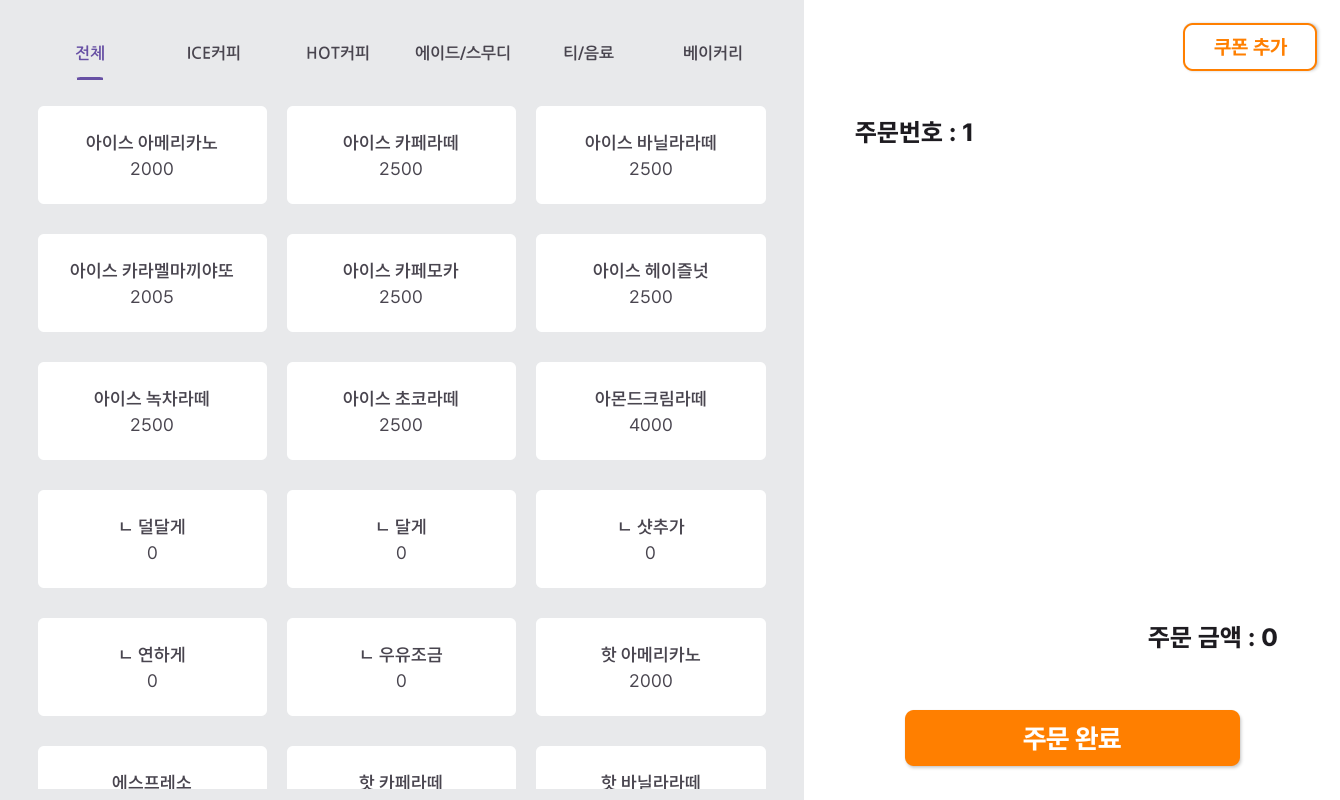 전체 ICE커피 HOT커피 에이드/스무디 티/음료 베이커리
아이스 아메리카노
2000
아이스 카페라떼
2500
아이스 바닐라라떼
2500
아이스 카라멜마끼야또
2005
아이스 카페모카
2500
아이스 헤이즐넛
2500
아이스 녹차라떼
2500
아이스 초코라떼
2500
아몬드크림라떼
4000
ㄴ 덜달게
0
ㄴ 달게
0
ㄴ 샷추가
0
ㄴ 연하게
0
ㄴ 우유조금
0
핫 아메리카노
2000
에스프레소
핫 카페라떼
핫 바닐라라떼
쿠폰 추가
주문번호 : 1
주문 금액 : 0
주문 완료